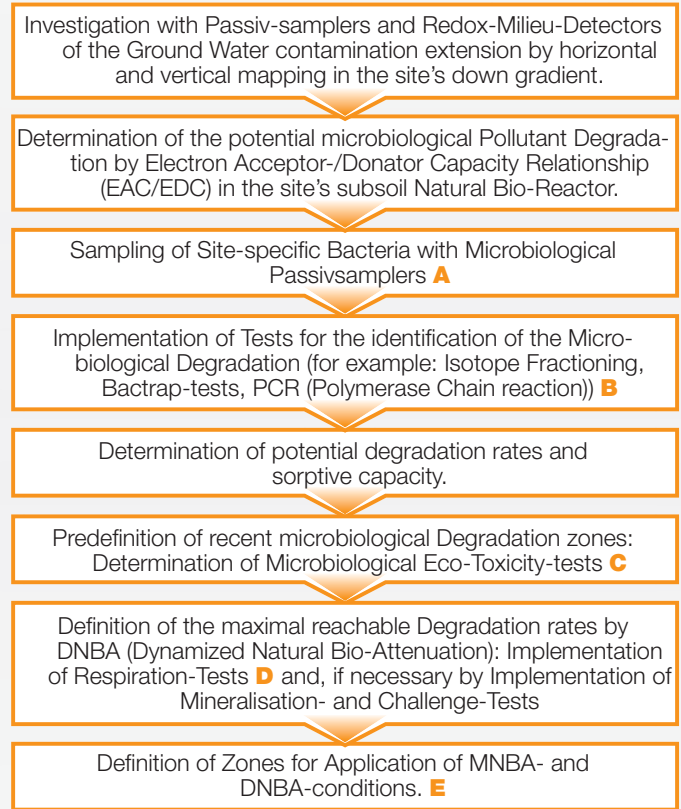 Investigation with Passiv-samplers and Redox-Milieu-Detectors
of the Ground Water contamination extension by horizontal
and vertical mapping in the site's down gradient.
Determination of the potential microbiological Pollutant Degrada-
tion by Electron Acceptor-/Donator Capacity Relationship
(EAC/EDC) in the site's subsoil Natural Bio-Reactor.
Sampling of Site-specific Bacteria with Microbiological
Passivsamplers A
Implementation of Tests for the identification of the Micro-
biological Degradation (for example: Isotope Fractioning,
Bactrap-tests, PCR (Polymerase Chain reaction)) B
Determination of potential degradation rates and
sorptive capacity.
Predefinition of recent microbiological Degradation zones:
Determination of Microbiological Eco-Toxicity-tests C
Definition of the maximal reachable Degradation rates by
DNBA (Dynamized Natural Bio-Attenuation): Implementation
of Respiration-Tests D and, if necessary by Implementation of
Mineralisation- and Challenge-Tests
Definition of Zones for Application of MNBA- and
DNBA-conditions. E